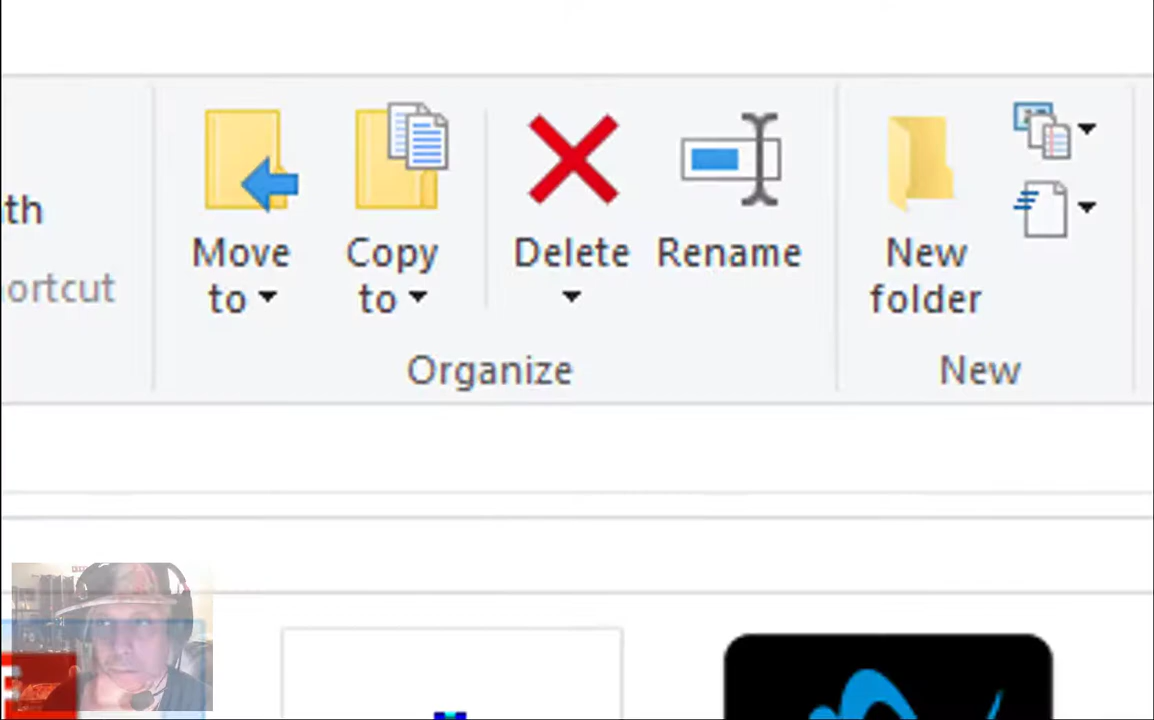 th
ortcut
Move
to
Copy
to
Delete
Rename
Organize
New
folder
New